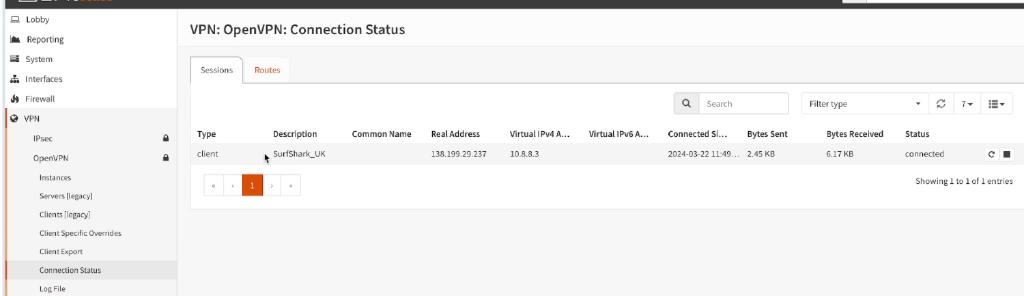 Lobby
Reporting
System
Interfaces
Firewall
VPN
IPsec
OpenVPN
Instances
Servers [legacy]
Clients [legacy]
Client Specific Overrides
Client Export
Connection Status
Log File
VPN: OpenVPN: Connection Status
Sessions Routes
Search Filter type 7
Type Description Common Name Real Address Virtual IPv4 A... Virtual IPv6 A... Connected Si... Bytes Sent Bytes Received Status
client SurfShark_UK 138.199.29.237 10.8.8.3 2024-03-22 11:49... 2.45 KB 6.17 KB connected
« ‹ 1 › »
Showing 1 to 1 of 1 entries